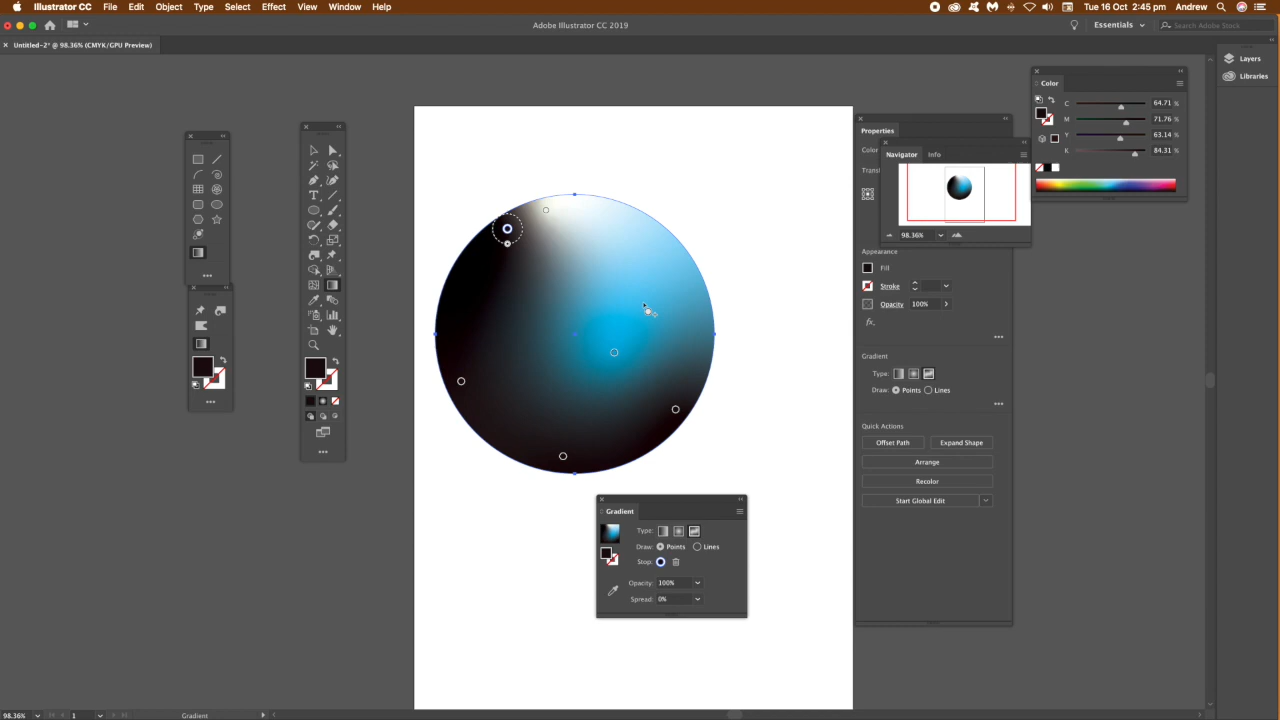 Illustrator CC File Edit Object Type Select Effect View Window Help
Tue 16 Oct 2:45 pm Andrew
Adobe Illustrator CC 2019
Essentials
Search Adobe Stock
Untitled-2* @ 98.36% (CMYK/GPU Preview)
Layers
Libraries
Color
C 64.71 %
M 71.76 %
Y 63.14 %
K 84.31 %
Properties
Color
Navigator Info
Transf
98.36%
Appearance
Fill
Stroke
Opacity 100%
fx.
Gradient
Type:
Draw: Points Lines
Quick Actions
Offset Path Expand Shape
Arrange
Recolor
Start Global Edit
Gradient
Type:
Draw: Points Lines
Stop:
Opacity: 100%
Spread: 0%
98.36% 1 Gradient